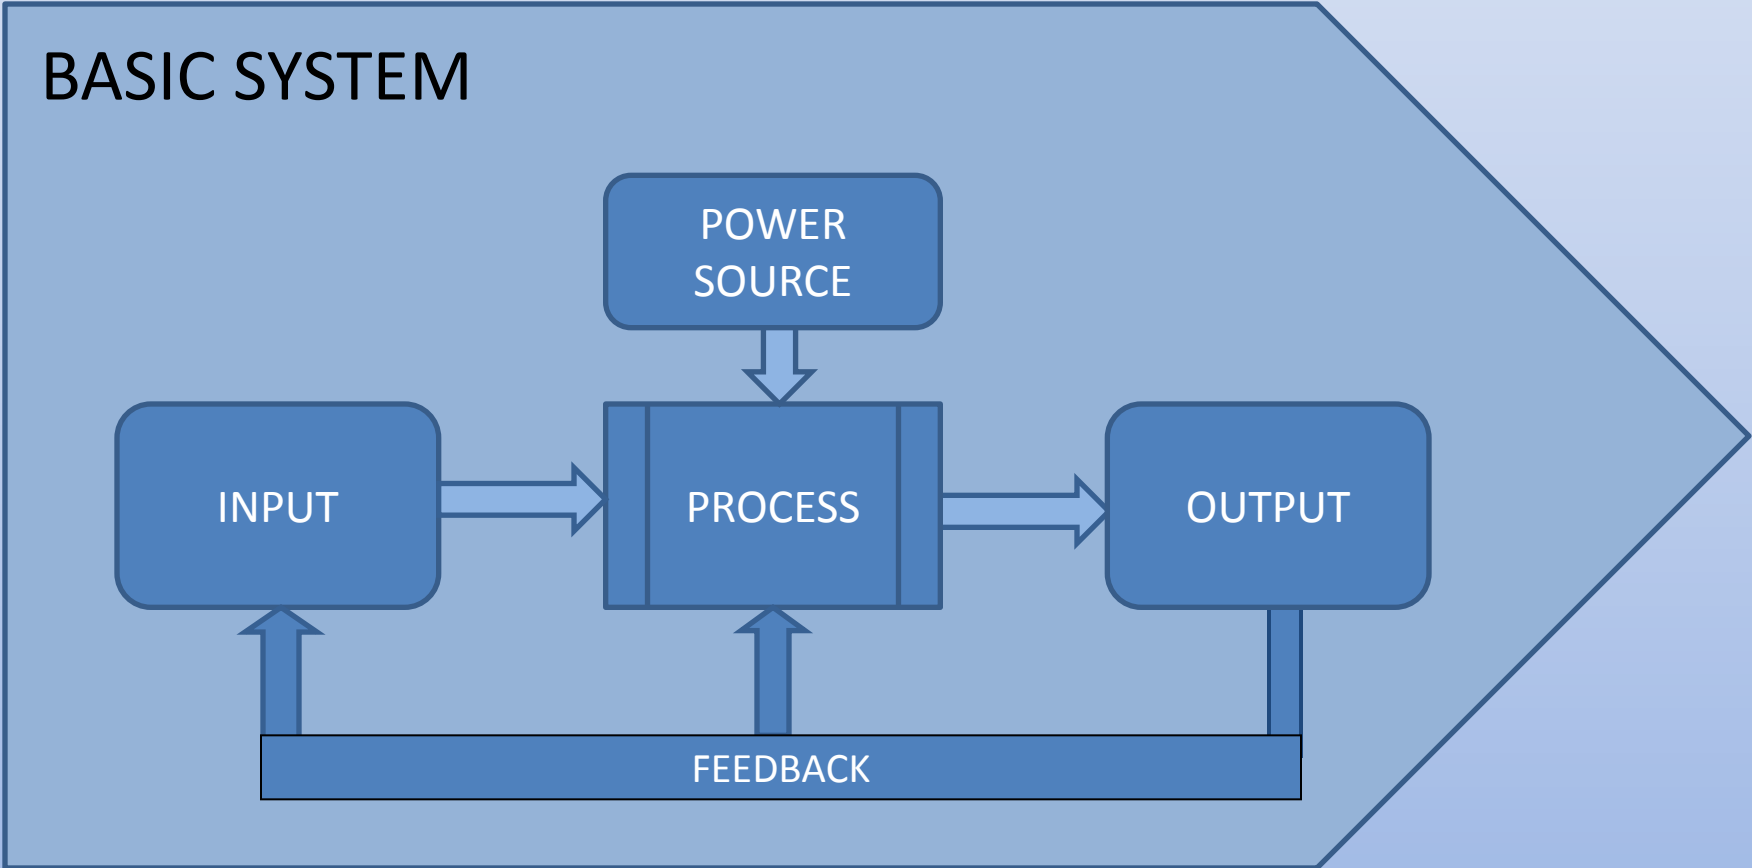 BASIC SYSTEM
POWER
SOURCE
INPUT
PROCESS
OUTPUT
FEEDBACK